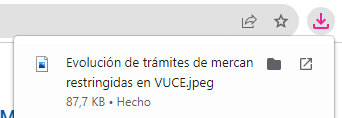 Evolución de trámites de mercan
restringidas en VUCE.jpeg
87,7 KB • Hecho
M